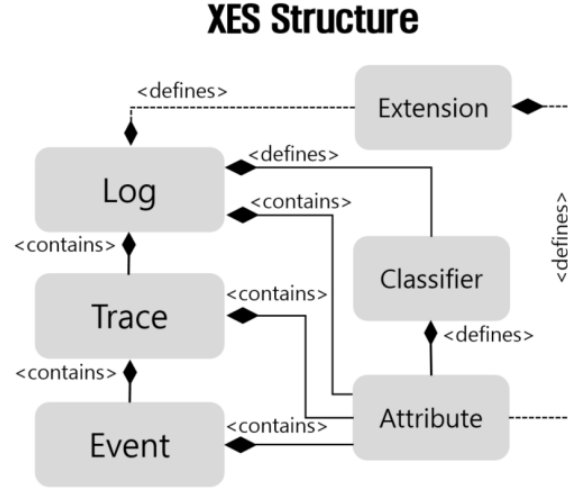 XES Structure
<defines>
Extension
<defines>
Log
<contains>
<defines>
<contains>
Classifier
<contains>
Trace
<defines>
<contains>
<contains>
Attribute
Event